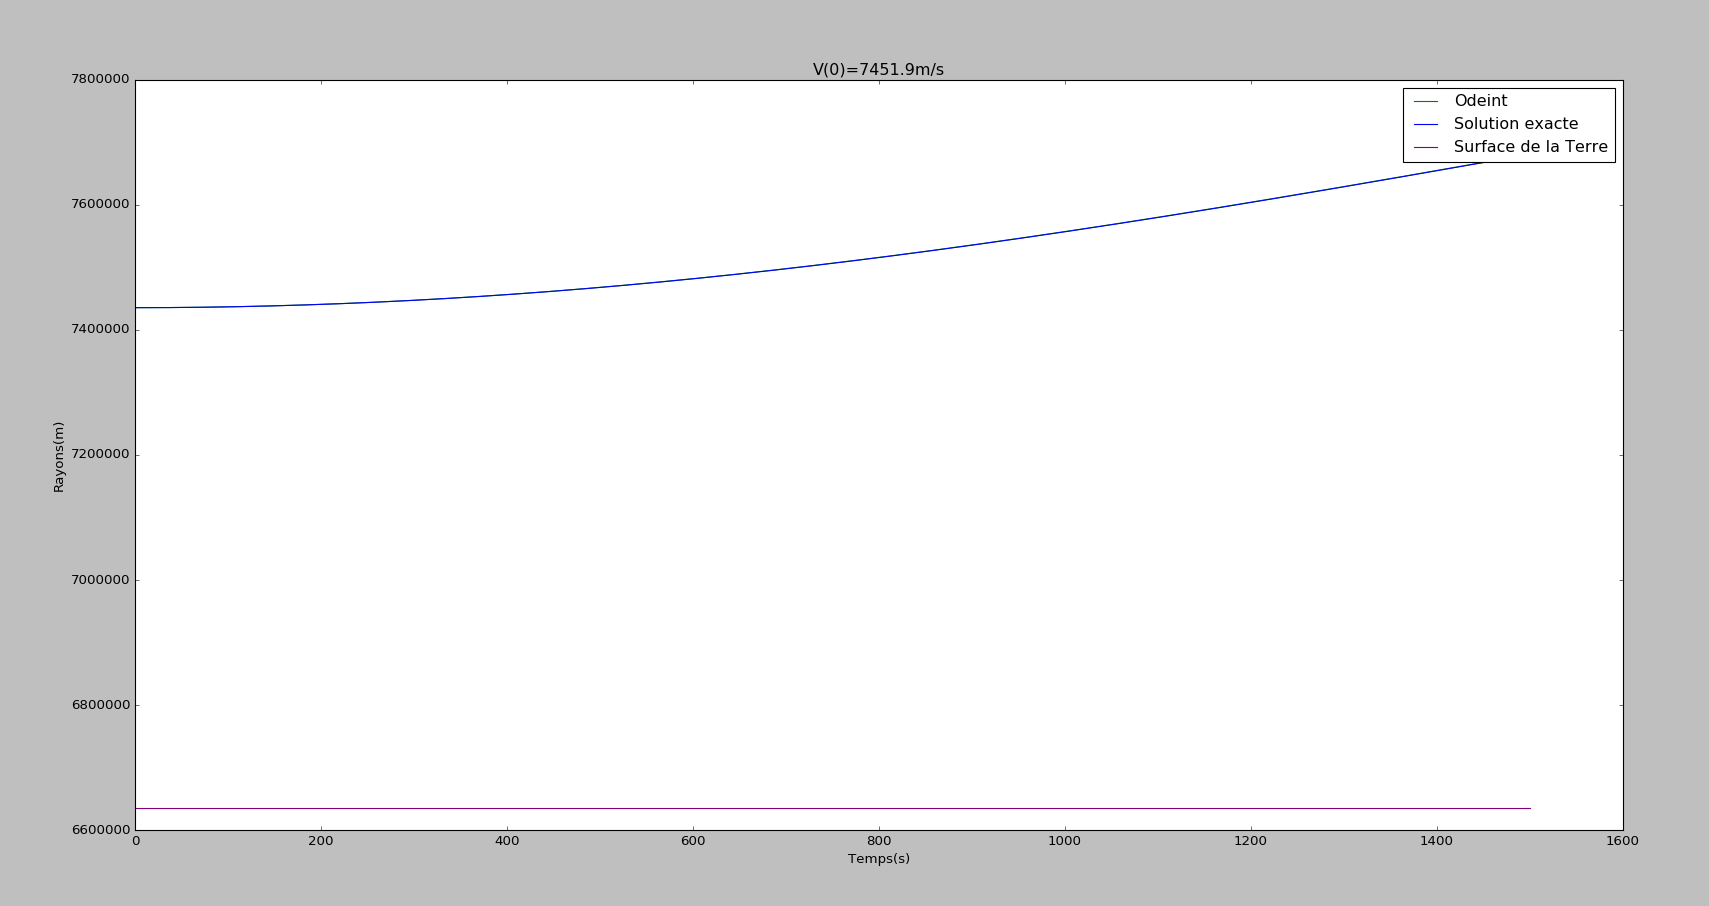 V(0)=7451.9m/s
7800000
7600000
7400000
7200000
7000000
6800000
6600000
Rayons(m)
Odeint
Solution exacte
Surface de la Terre
0 200 400 600 800 1000 1200 1400 1600
Temps(s)